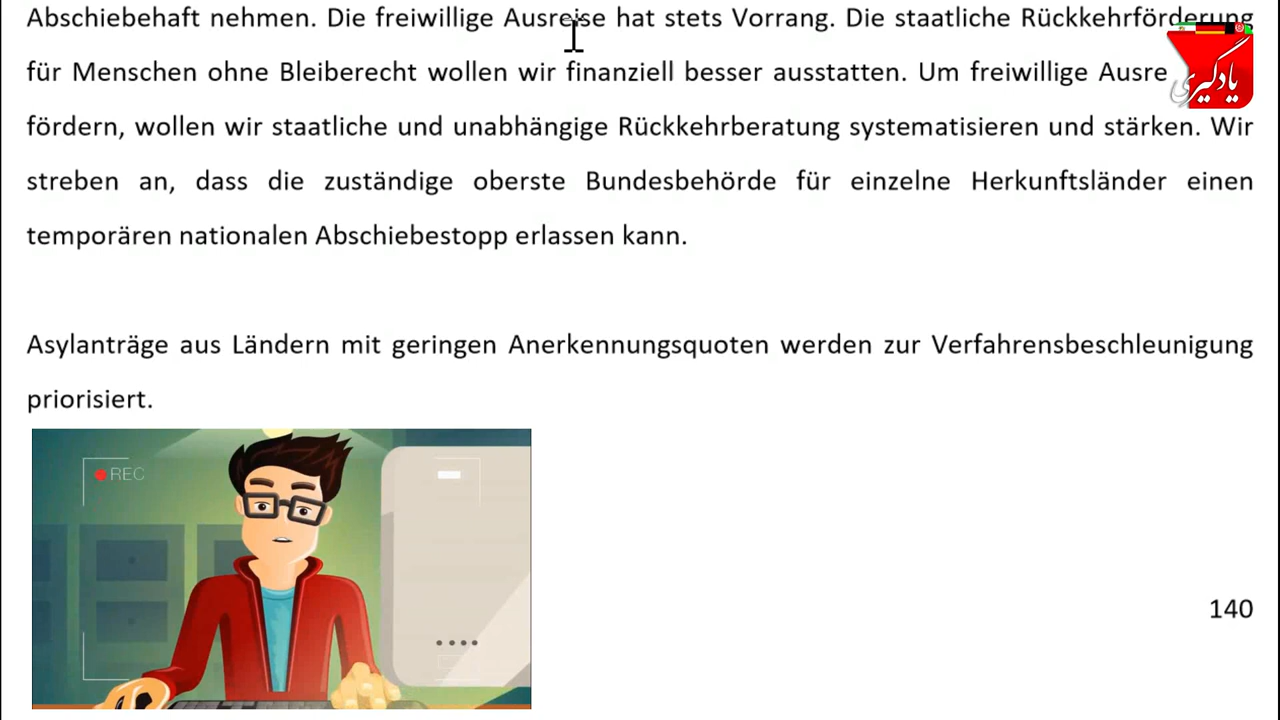 Abschiebehaft nehmen. Die freiwillige Ausreise hat stets Vorrang. Die staatliche Rückkehrförderung
für Menschen ohne Bleiberecht wollen wir finanziell besser ausstatten. Um freiwillige Ausre
fördern, wollen wir staatliche und unabhängige Rückkehrberatung systematisieren und stärken. Wir
streben an, dass die zuständige oberste Bundesbehörde für einzelne Herkunftsländer einen
temporären nationalen Abschiebestopp erlassen kann.
Asylanträge aus Ländern mit geringen Anerkennungsquoten werden zur Verfahrensbeschleunigung
priorisiert.
یادگیری
REC
140